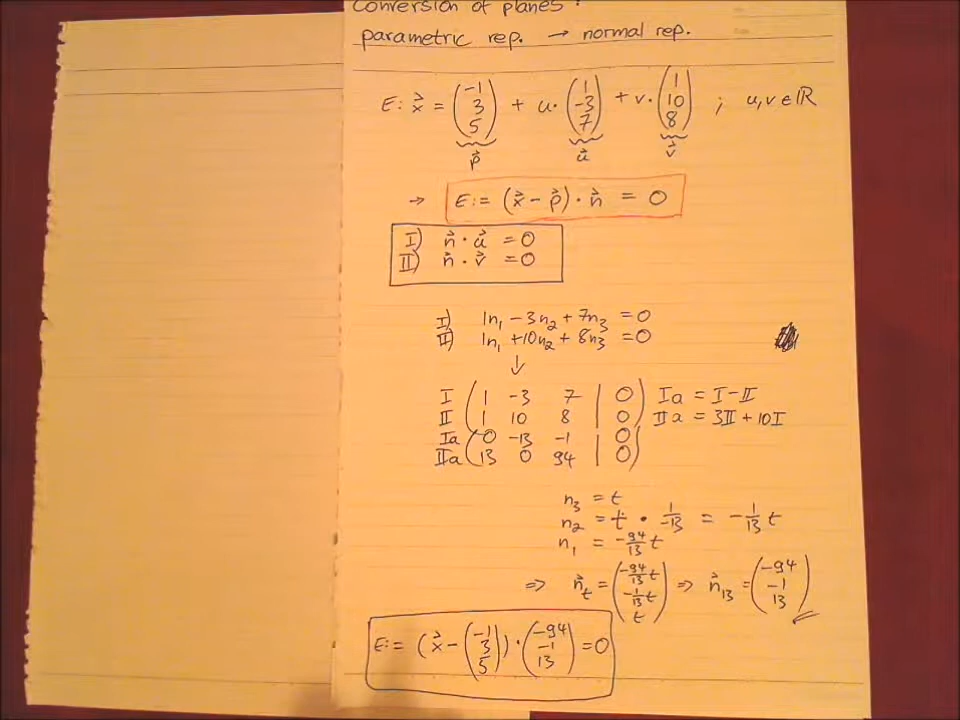 Conversion of planes:
parametric rep. → normal rep.
E: x⃗ = (-1 3 5) + u· (1 -3 7) + v· (1 10 8) ; u,v ∈ ℝ
p⃗ u⃗ v⃗
→ E:= (x⃗ - p⃗) · n⃗ = 0
I) n⃗ · u⃗ = 0
II) n⃗ · v⃗ = 0
I) 1n₁ - 3n₂ + 7n₃ = 0
II) 1n₁ + 10n₂ + 8n₃ = 0
↓
I ( 1 -3 7 | 0 ) Ia = I - II
II ( 1 10 8 | 0 ) IIa = 3II + 10I
Ia ( 0 -13 -1 | 0 )
IIa ( 13 0 94 | 0 )
n₃ = t
n₂ = t · 1/-13 = -1/13 t
n₁ = -94/13 t
⇒ n⃗ₜ = (-94/13 t -1/13 t t) ⇒ n⃗₁₃ = (-94 -1 13)
E:= (x⃗ - (-1 3 5)) · (-94 -1 13) = 0